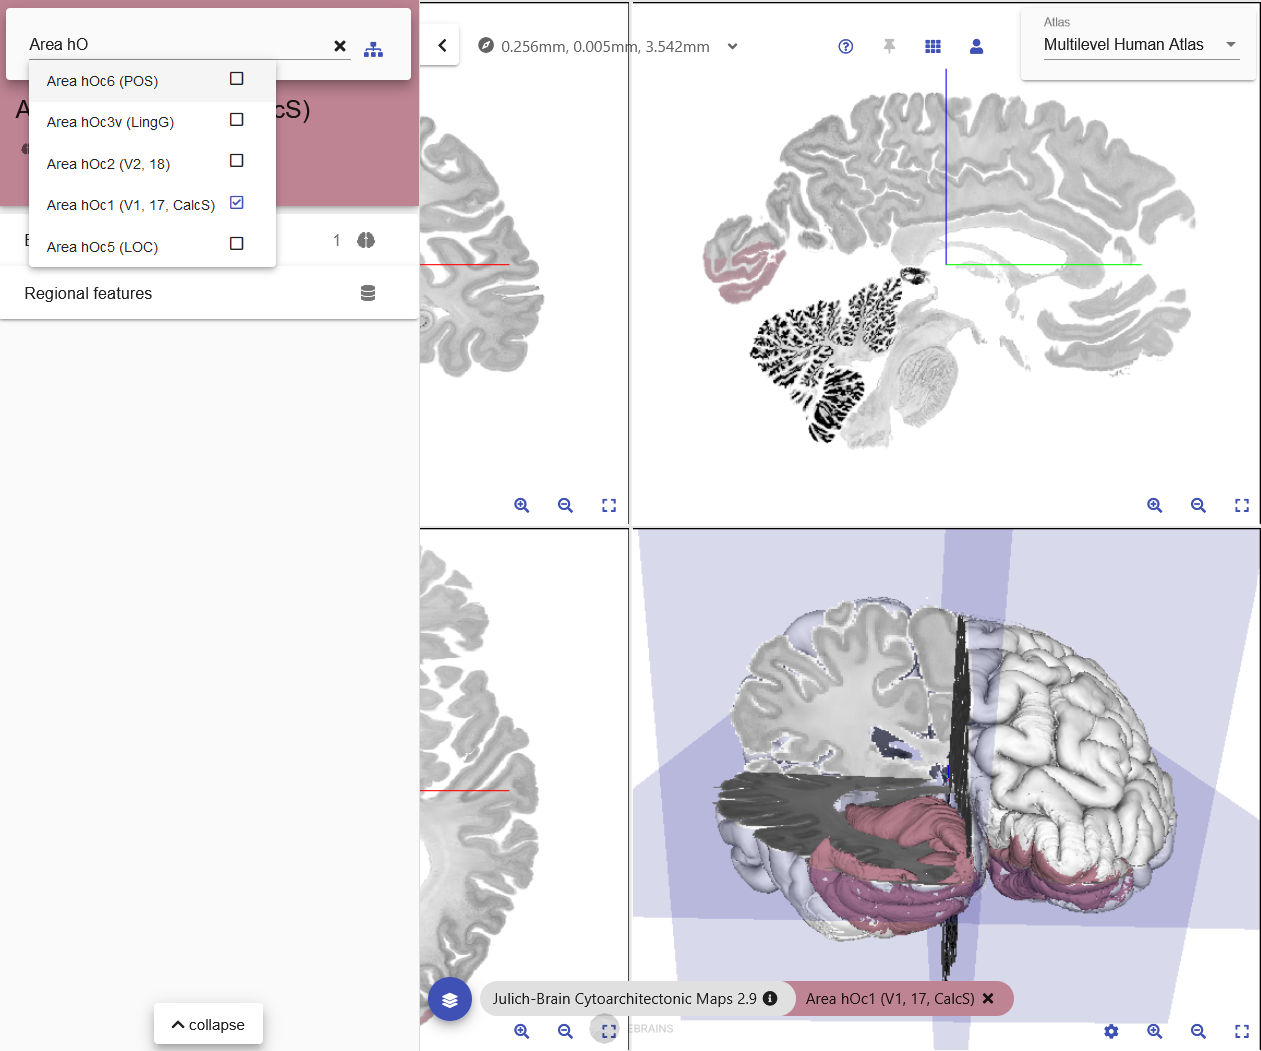 Area hO
Area hOc6 (POS)
Area hOc3v (LingG)
Area hOc2 (V2, 18)
Area hOc1 (V1, 17, CalcS)
Area hOc5 (LOC)
cS)
1
Regional features
collapse
0.256mm, 0.005mm, 3.542mm
Atlas
Multilevel Human Atlas
Julich-Brain Cytoarchitectonic Maps 2.9
Area hOc1 (V1, 17, CalcS)
EBRAINS